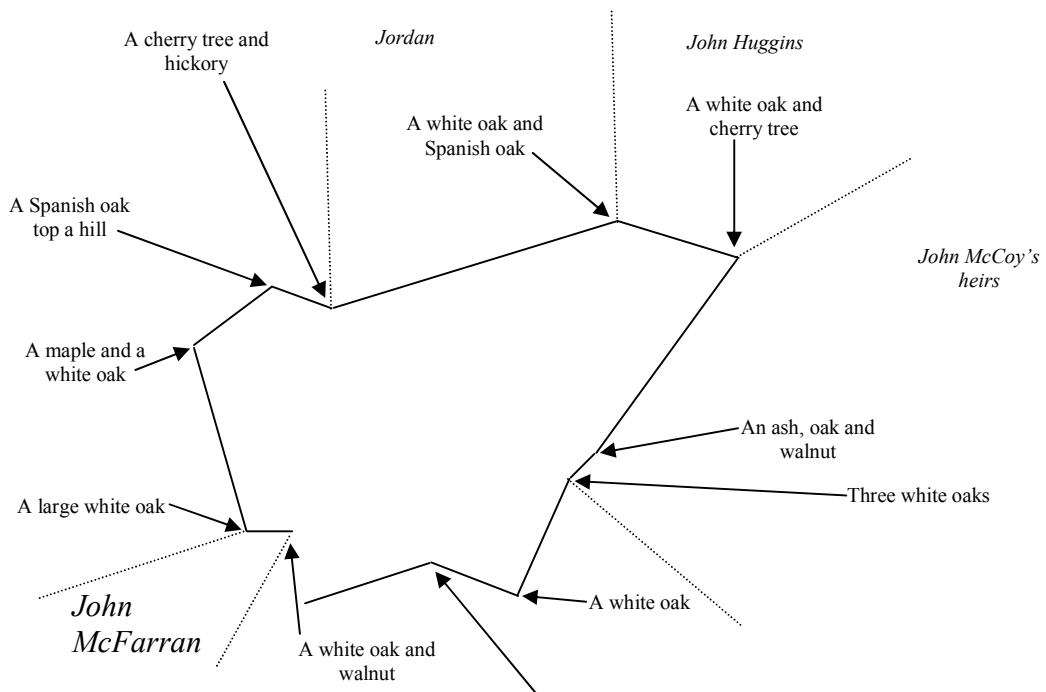 A cherry tree and
hickory
Jordan
John Huggins
A white oak and
Spanish oak
A white oak and
cherry tree
A Spanish oak
top a hill
John McCoy's
heirs
A maple and a
white oak
An ash, oak and
walnut
A large white oak
Three white oaks
John
McFarran
A white oak
A white oak and
walnut